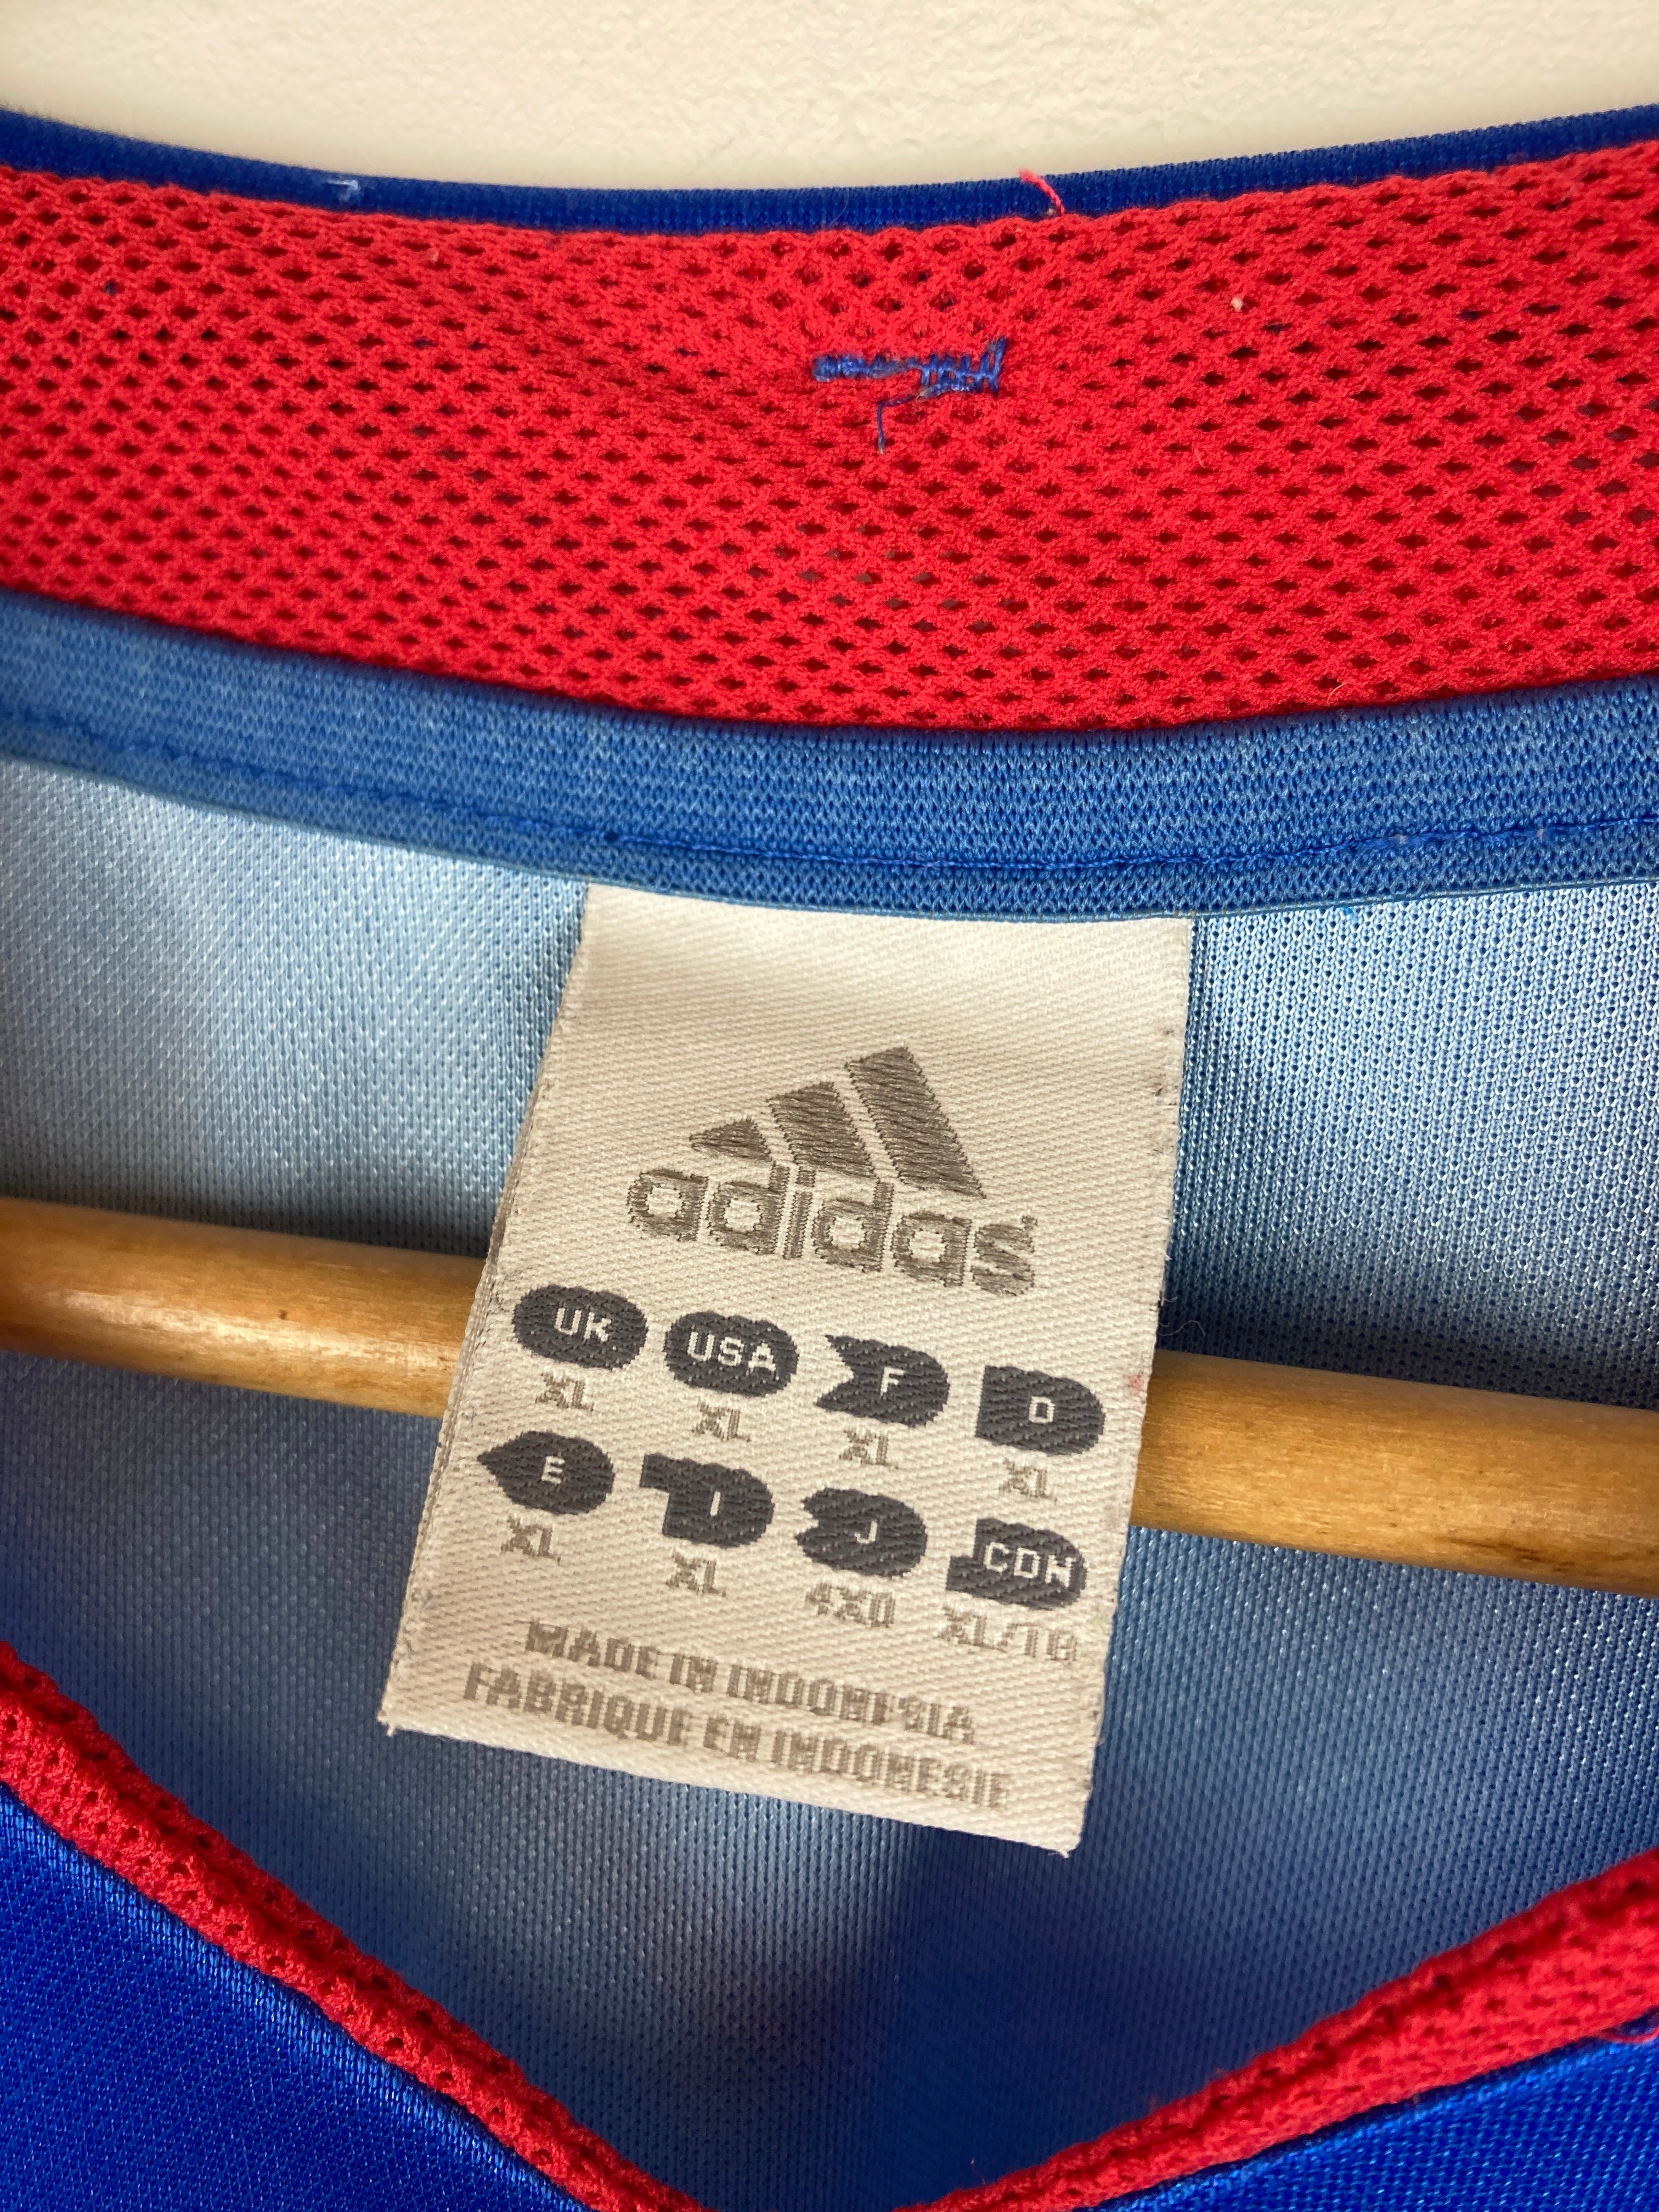 adidas
UK USA F D
XL XL XL XL
E I J CDN
XL XL 4XO XL/TG
MADE IN INDONESIA
FABRIQUE EN INDONESIE